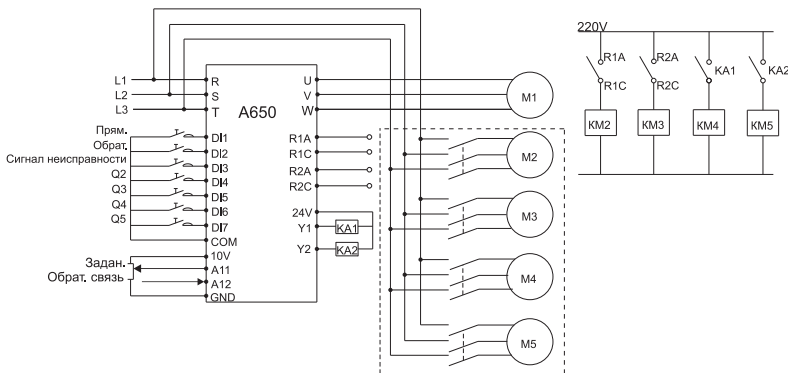 L1
L2
L3
R
S
T
A650
U
V
W
M1
Прям.
Обрат.
Сигнал неисправности
Q2
Q3
Q4
Q5
DI1
DI2
DI3
DI4
DI5
DI6
DI7
COM
10V
A11
A12
GND
Задан.
Обрат. связь
R1A
R1C
R2A
R2C
24V
Y1
Y2
KA1
KA2
M2
M3
M4
M5
220V
R1A
R1C
R2A
R2C
KA1
KA2
KM2
KM3
KM4
KM5